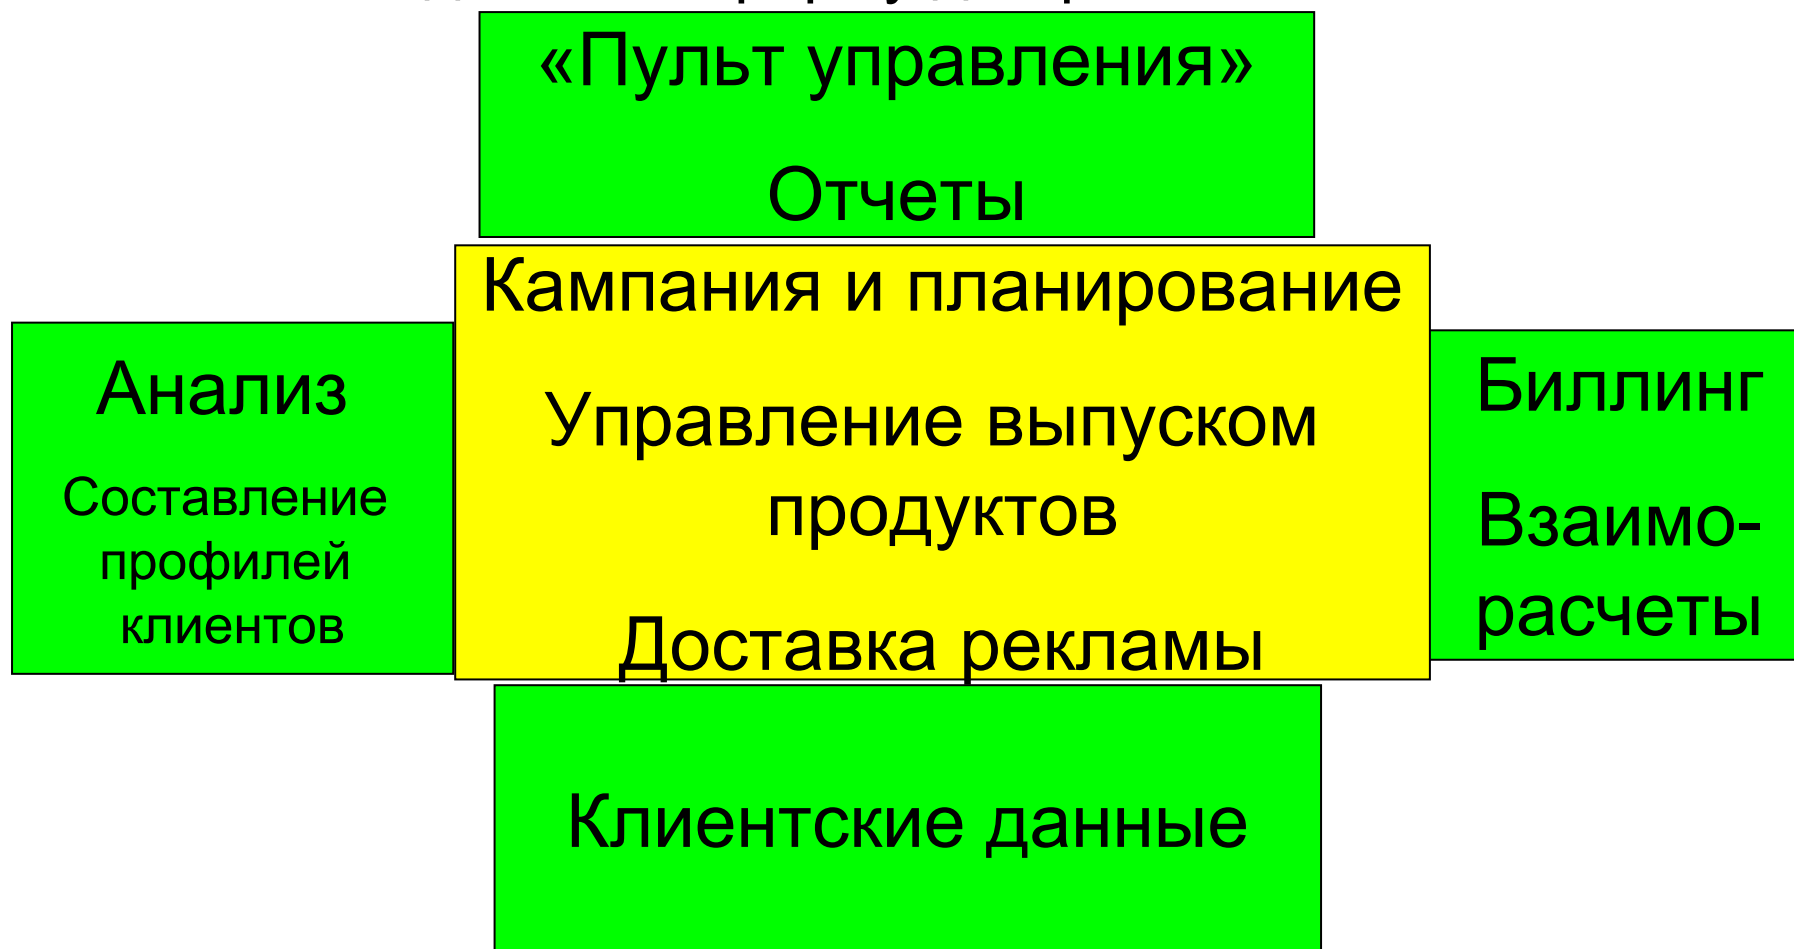 «Пульт управления»
Отчеты
Кампания и планирование
Управление выпуском
продуктов
Доставка рекламы
Анализ
Составление
профилей
клиентов
Биллинг
Взаимо-
расчеты
Клиентские данные